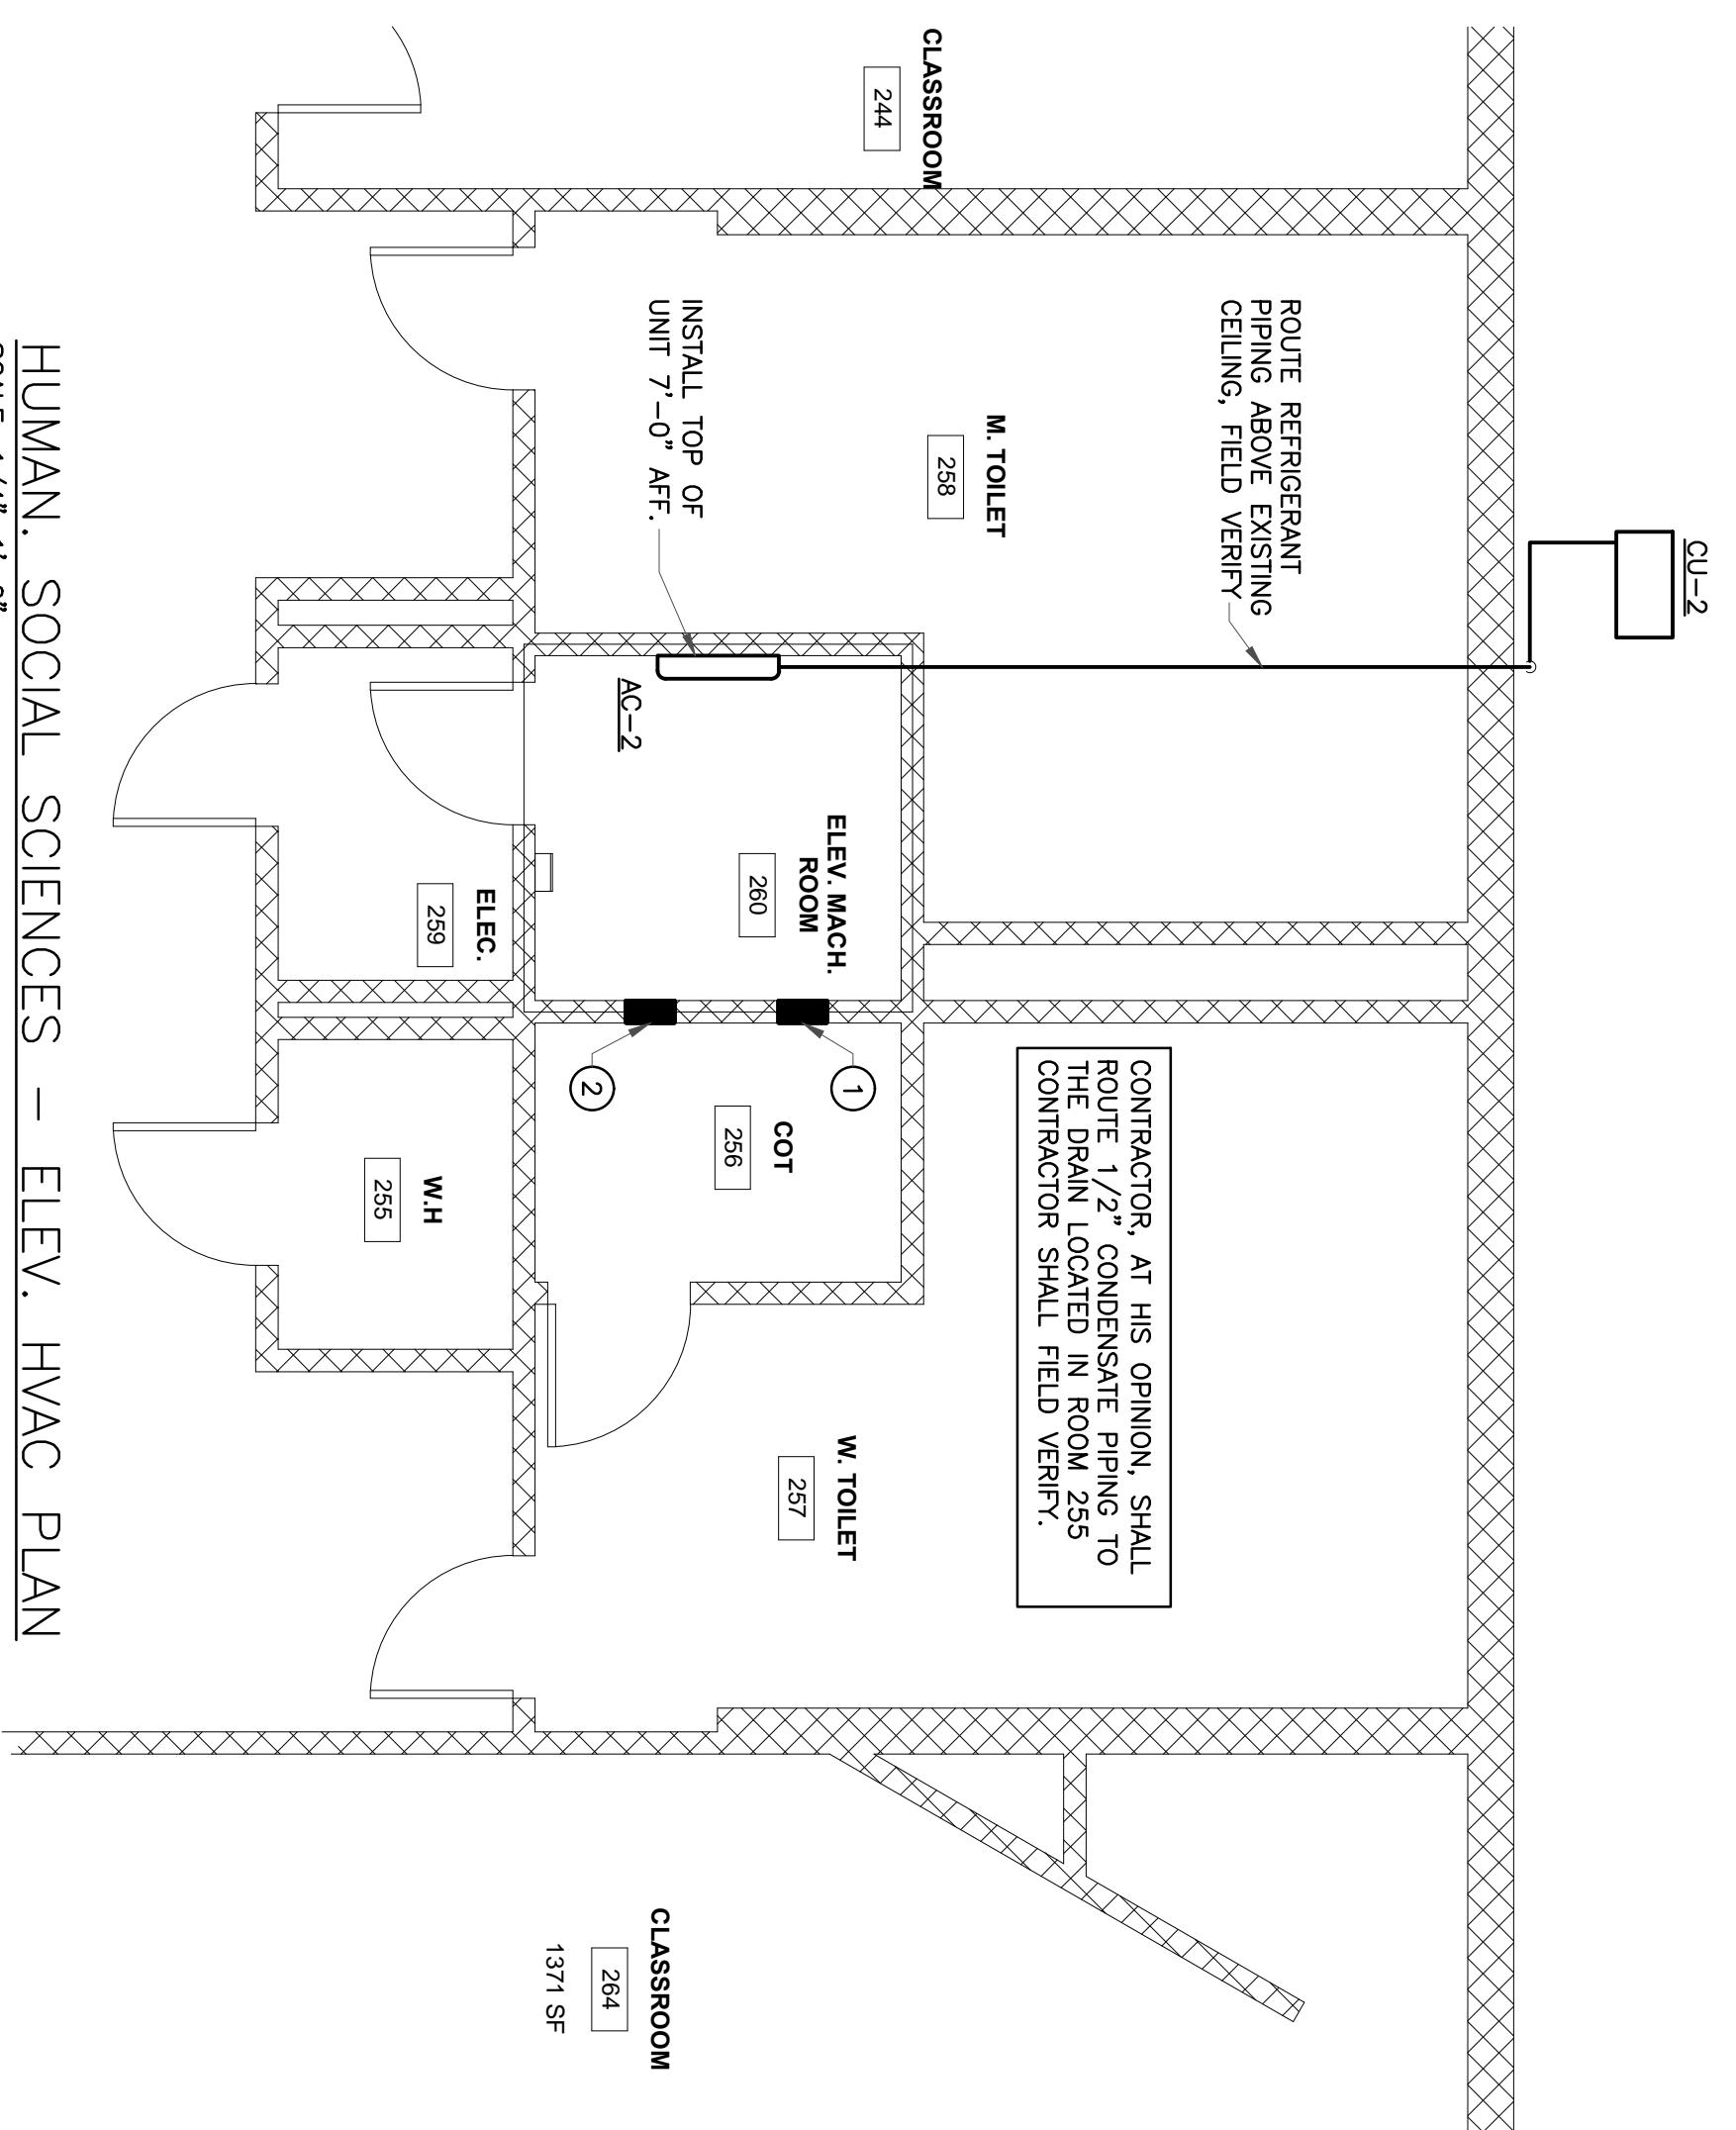 CU-2
ROUTE REFRIGERANT
PIPING ABOVE EXISTING
CEILING, FIELD VERIFY
CONTRACTOR, AT HIS OPINION, SHALL
ROUTE 1/2" CONDENSATE PIPING TO
THE DRAIN LOCATED IN ROOM 255
CONTRACTOR SHALL FIELD VERIFY.
CLASSROOM
244
M. TOILET
258
INSTALL TOP OF
UNIT 7'-0" AFF.
AC-2
ELEV. MACH.
ROOM
260
1
2
COT
256
W. TOILET
257
CLASSROOM
264
1371 SF
ELEC.
259
W.H
255
HUMAN. SOCIAL SCIENCES - ELEV. HVAC PLAN